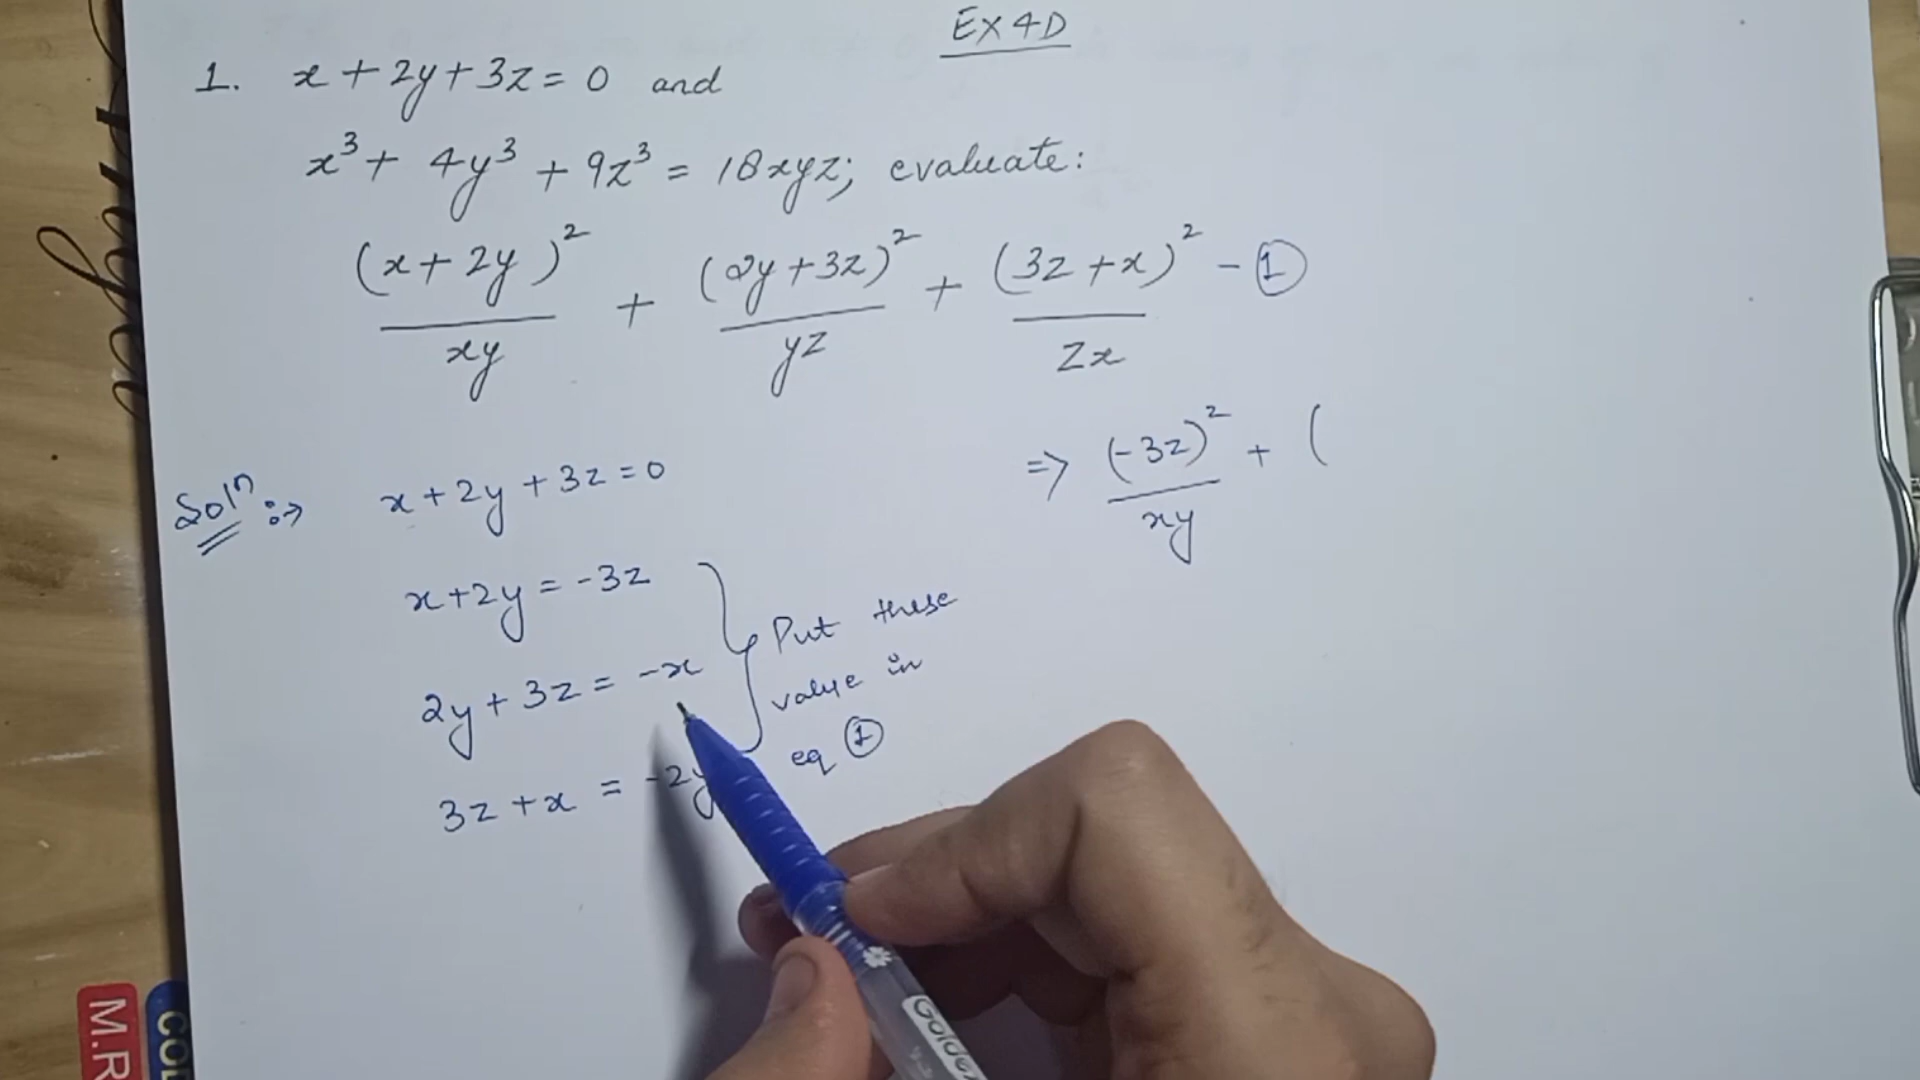 EX 4D
1. x + 2y + 3z = 0 and
x³ + 4y³ + 9z³ = 18xyz; evaluate:
(x + 2y)²/xy + (2y + 3z)²/yz + (3z + x)²/zx - ①
Solⁿ :→ x + 2y + 3z = 0
x + 2y = -3z
2y + 3z = -x
3z + x = -2y
Put these
value in
eq ①
=> (-3z)²/xy + (
Golde
M.R
CO